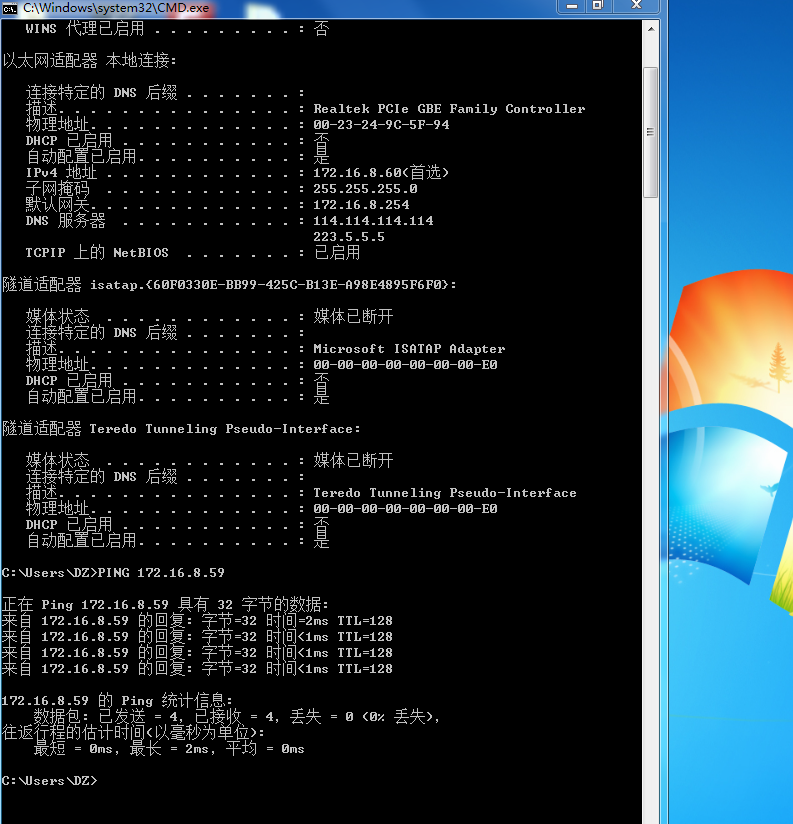 C:\Windows\system32\CMD.exe
WINS 代理已启用 . . . . . . . . . : 否
以太网适配器 本地连接:
连接特定的 DNS 后缀 . . . . . . . :
描述. . . . . . . . . . . . . . . : Realtek PCIe GBE Family Controller
物理地址. . . . . . . . . . . . . : 00-23-24-9C-5F-94
DHCP 已启用 . . . . . . . . . . . : 否
自动配置已启用. . . . . . . . . . : 是
IPv4 地址 . . . . . . . . . . . . : 172.16.8.60(首选)
子网掩码 . . . . . . . . . . . . : 255.255.255.0
默认网关. . . . . . . . . . . . . : 172.16.8.254
DNS 服务器 . . . . . . . . . . . : 114.114.114.114
223.5.5.5
TCPIP 上的 NetBIOS . . . . . . . : 已启用
隧道适配器 isatap.{60F0330E-BB99-425C-B13E-A98E4895F6F0}:
媒体状态 . . . . . . . . . . . . : 媒体已断开
连接特定的 DNS 后缀 . . . . . . . :
描述. . . . . . . . . . . . . . . : Microsoft ISATAP Adapter
物理地址. . . . . . . . . . . . . : 00-00-00-00-00-00-00-E0
DHCP 已启用 . . . . . . . . . . . : 否
自动配置已启用. . . . . . . . . . : 是
隧道适配器 Teredo Tunneling Pseudo-Interface:
媒体状态 . . . . . . . . . . . . : 媒体已断开
连接特定的 DNS 后缀 . . . . . . . :
描述. . . . . . . . . . . . . . . : Teredo Tunneling Pseudo-Interface
物理地址. . . . . . . . . . . . . : 00-00-00-00-00-00-00-E0
DHCP 已启用 . . . . . . . . . . . : 否
自动配置已启用. . . . . . . . . . : 是
C:\Users\DZ>PING 172.16.8.59
正在 Ping 172.16.8.59 具有 32 字节的数据:
来自 172.16.8.59 的回复: 字节=32 时间=2ms TTL=128
来自 172.16.8.59 的回复: 字节=32 时间<1ms TTL=128
来自 172.16.8.59 的回复: 字节=32 时间<1ms TTL=128
来自 172.16.8.59 的回复: 字节=32 时间<1ms TTL=128
172.16.8.59 的 Ping 统计信息:
数据包: 已发送 = 4, 已接收 = 4, 丢失 = 0 (0% 丢失),
往返行程的估计时间(以毫秒为单位):
最短 = 0ms, 最长 = 2ms, 平均 = 0ms
C:\Users\DZ>